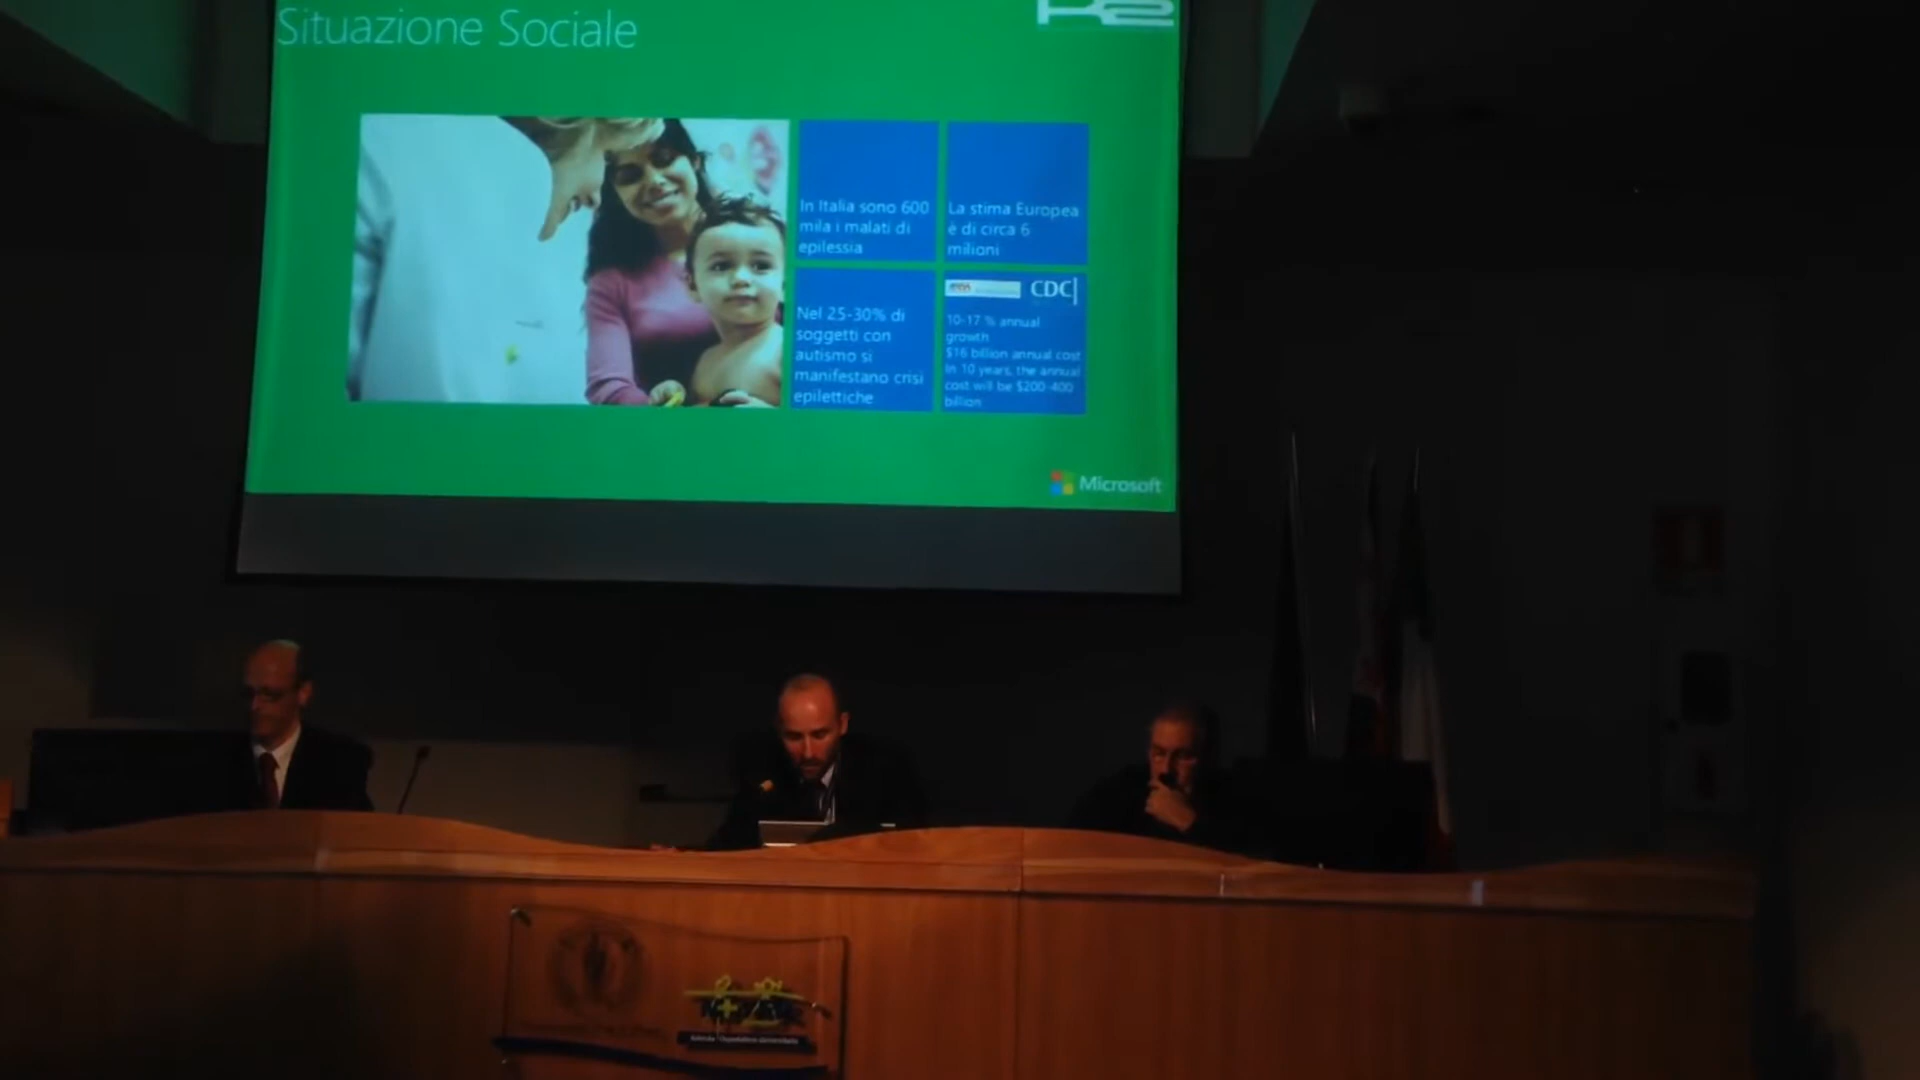 Situazione Sociale
In Italia sono 600
mila i malati di
epilessia
La stima Europea
è di circa 6
milioni
Nel 25-30% di
soggetti con
autismo si
manifestano crisi
epilettiche
CDC
10-17 % annual
growth
$16 billion annual cost
In 10 years, the annual
cost will be $200-400
billion
Microsoft